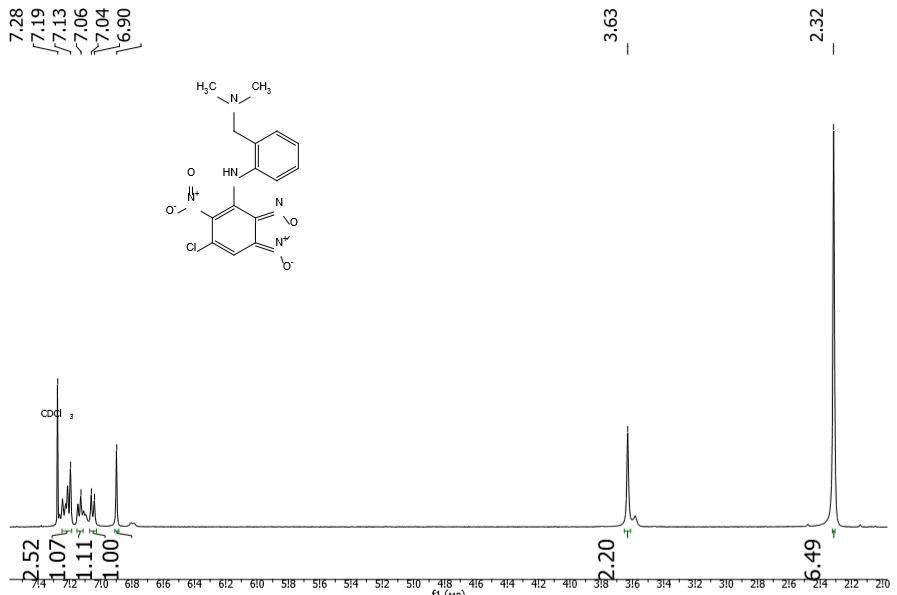 7.28
7.19
7.13
7.06
7.04
6.90
3.63
2.32
H3C
N
CH3
HN
O
N+
O-
N
O
N+
O-
Cl
CDCl 3
2.52
1.07
1.11
1.00
2.20
6.49
7.4 7.2 7.0 6.8 6.6 6.4 6.2 6.0 5.8 5.6 5.4 5.2 5.0 4.8 4.6 4.4 4.2 4.0 3.8 3.6 3.4 3.2 3.0 2.8 2.6 2.4 2.2 2.0
f1 (мд)